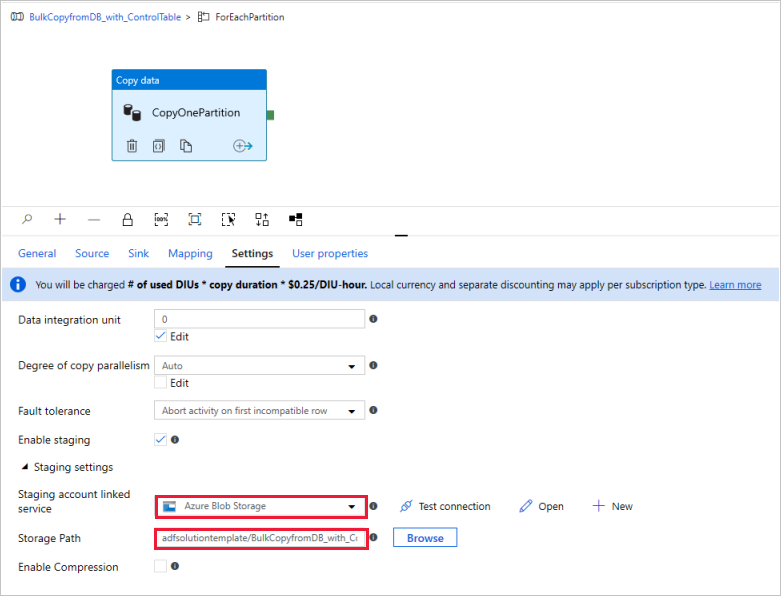 BulkCopyfromDB_with_ControlTable > ForEachPartition
Copy data
CopyOnePartition
100%
General Source Sink Mapping Settings User properties
You will be charged # of used DIUs * copy duration * $0.25/DIU-hour. Local currency and separate discounting may apply per subscription type. Learn more
Data integration unit 0
Edit
Degree of copy parallelism Auto
Edit
Fault tolerance Abort activity on first incompatible row
Enable staging
Staging settings
Staging account linked
service Azure Blob Storage Test connection Open New
Storage Path adfsolutiontemplate/BulkCopyfromDB_with_Co Browse
Enable Compression